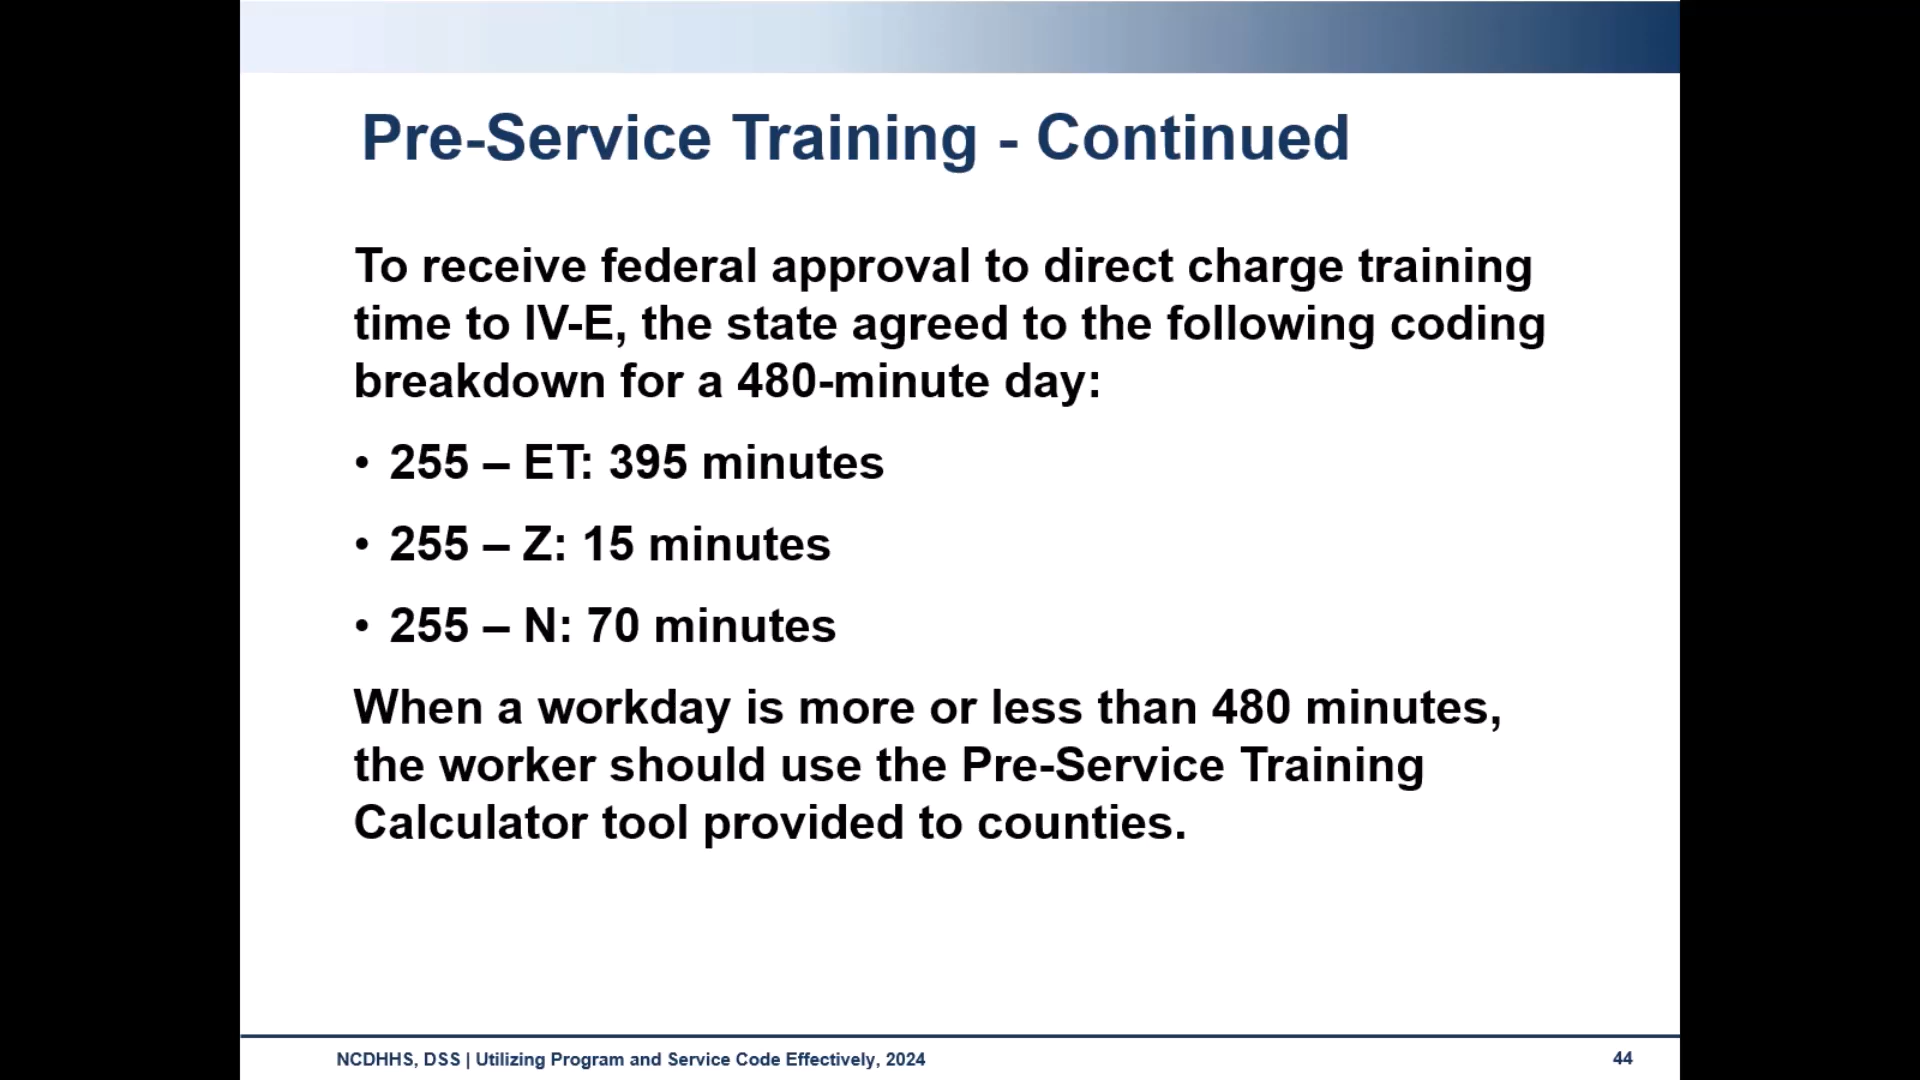 Pre-Service Training - Continued
To receive federal approval to direct charge training
time to IV-E, the state agreed to the following coding
breakdown for a 480-minute day:
• 255 – ET: 395 minutes
• 255 – Z: 15 minutes
• 255 – N: 70 minutes
When a workday is more or less than 480 minutes,
the worker should use the Pre-Service Training
Calculator tool provided to counties.
NCDHHS, DSS | Utilizing Program and Service Code Effectively, 2024
44